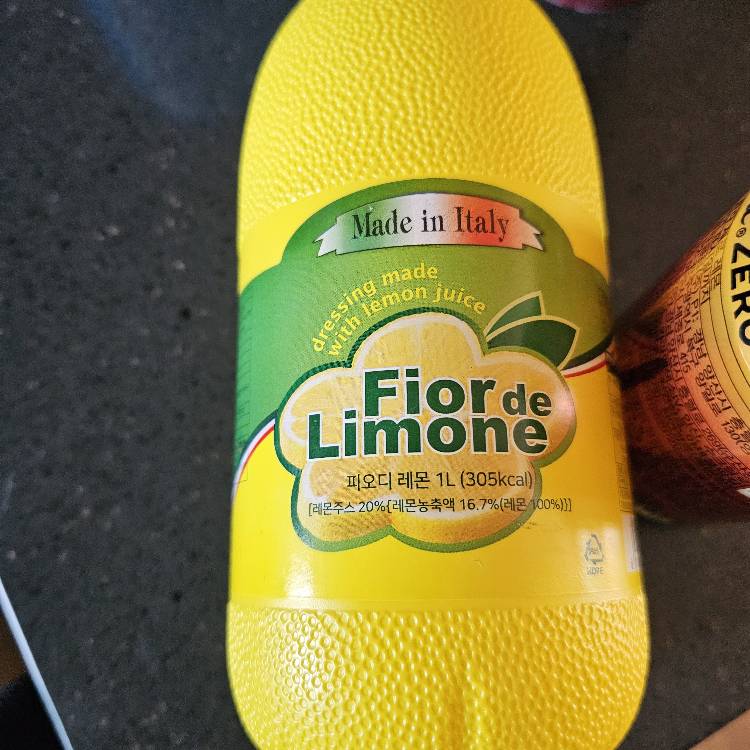 Made in Italy
dressing made
with lemon juice
Fior de
Limone
피오디 레몬 1L (305kcal)
[레몬주스 20%{레몬농축액 16.7%(레몬 100%)}]
HDPE
ZERO